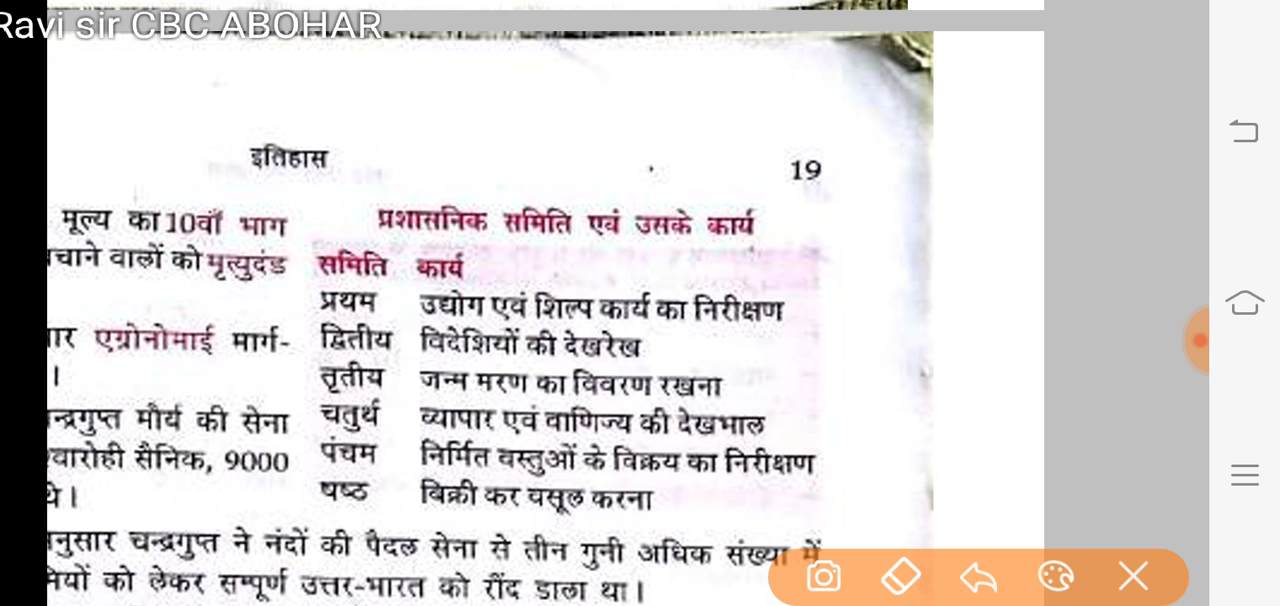 Ravi sir CBC ABOHAR
इतिहास
19
मूल्य का 10वाँ भाग
वालों को मृत्युदंड
एग्रोनोमाई मार्ग-
।
मौर्य की सेना
सैनिक, 9000
थे।
प्रशासनिक समिति एवं उसके कार्य
समिति कार्य
प्रथम उद्योग एवं शिल्प कार्य का निरीक्षण
द्वितीय विदेशियों की देखरेख
तृतीय जन्म मरण का विवरण रखना
चतुर्थ व्यापार एवं वाणिज्य की देखभाल
पंचम निर्मित वस्तुओं के विक्रय का निरीक्षण
षष्ठ बिक्री कर वसूल करना
चन्द्रगुप्त ने नंदों की पैदल सेना से तीन गुनी अधिक संख्या में
को लेकर सम्पूर्ण उत्तर-भारत को रौंद डाला था।